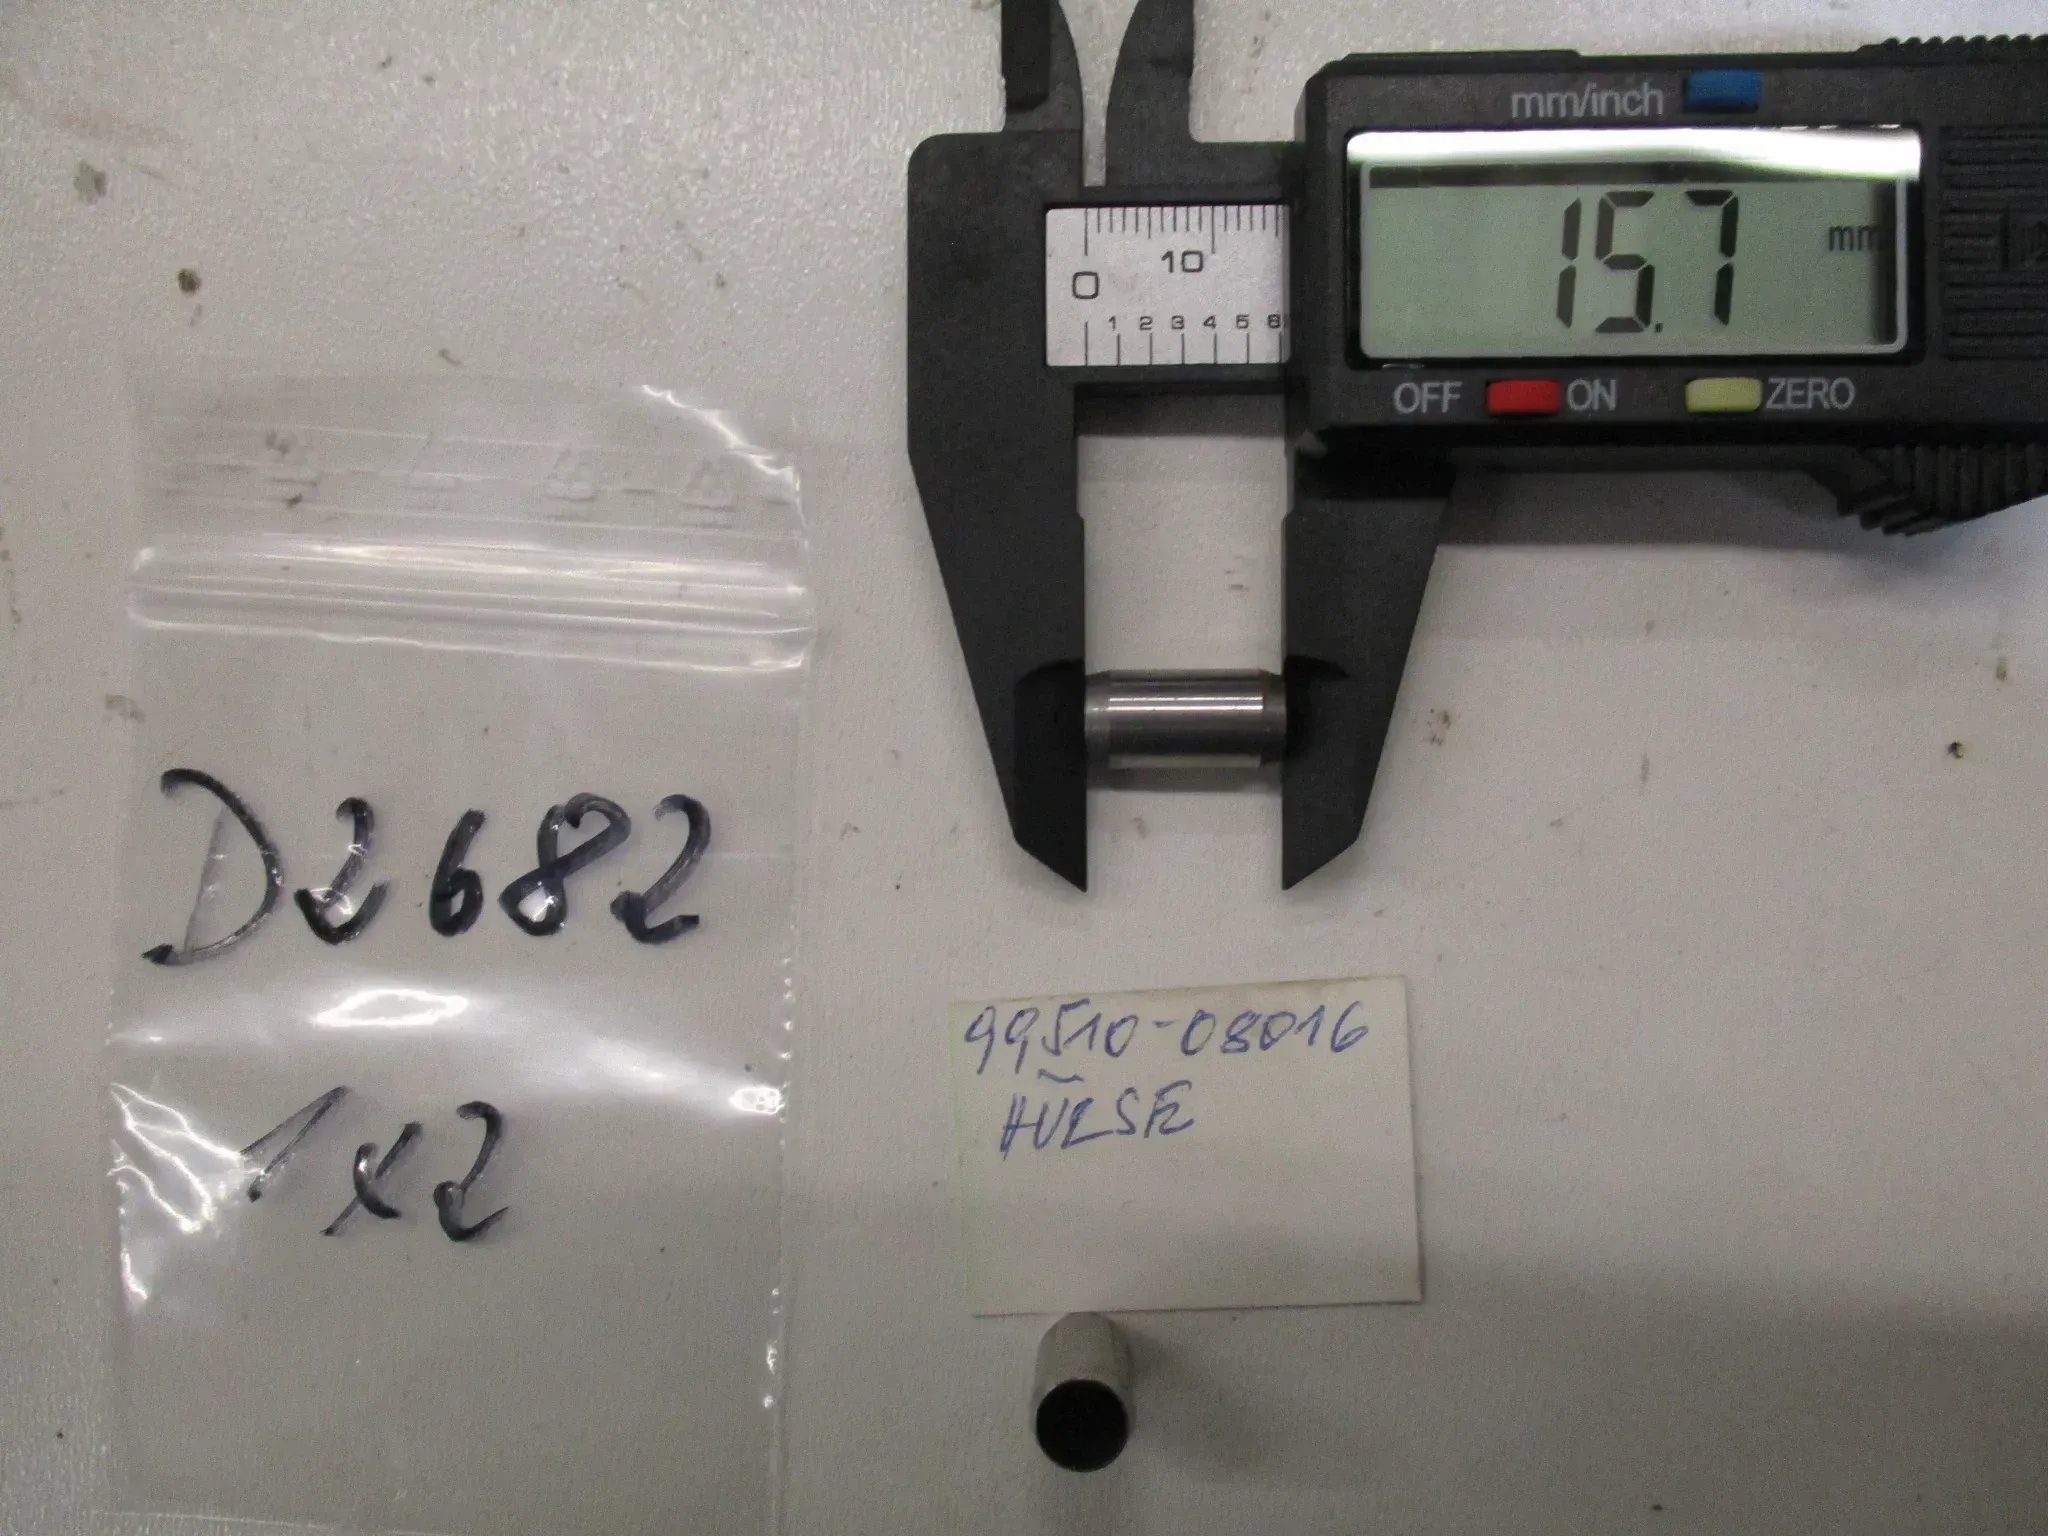 mm/inch
15.7 mm
0 10
1 2 3 4 5 6
OFF ON ZERO
D2682
1x2
99510-08016
HÜLSE